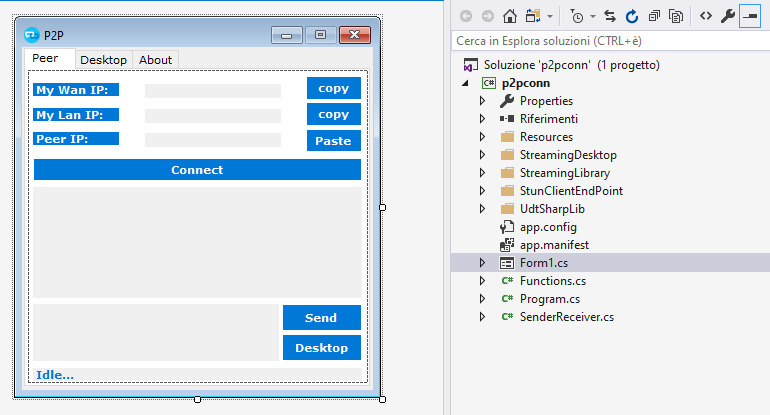 P2P
Peer Desktop About
My Wan IP: copy
My Lan IP: copy
Peer IP: Paste
Connect
Send
Desktop
Idle...
Cerca in Esplora soluzioni (CTRL+è)
Soluzione 'p2pconn' (1 progetto)
C# p2pconn
Properties
Riferimenti
Resources
StreamingDesktop
StreamingLibrary
StunClientEndPoint
UdtSharpLib
app.config
app.manifest
Form1.cs
C# Functions.cs
C# Program.cs
C# SenderReceiver.cs